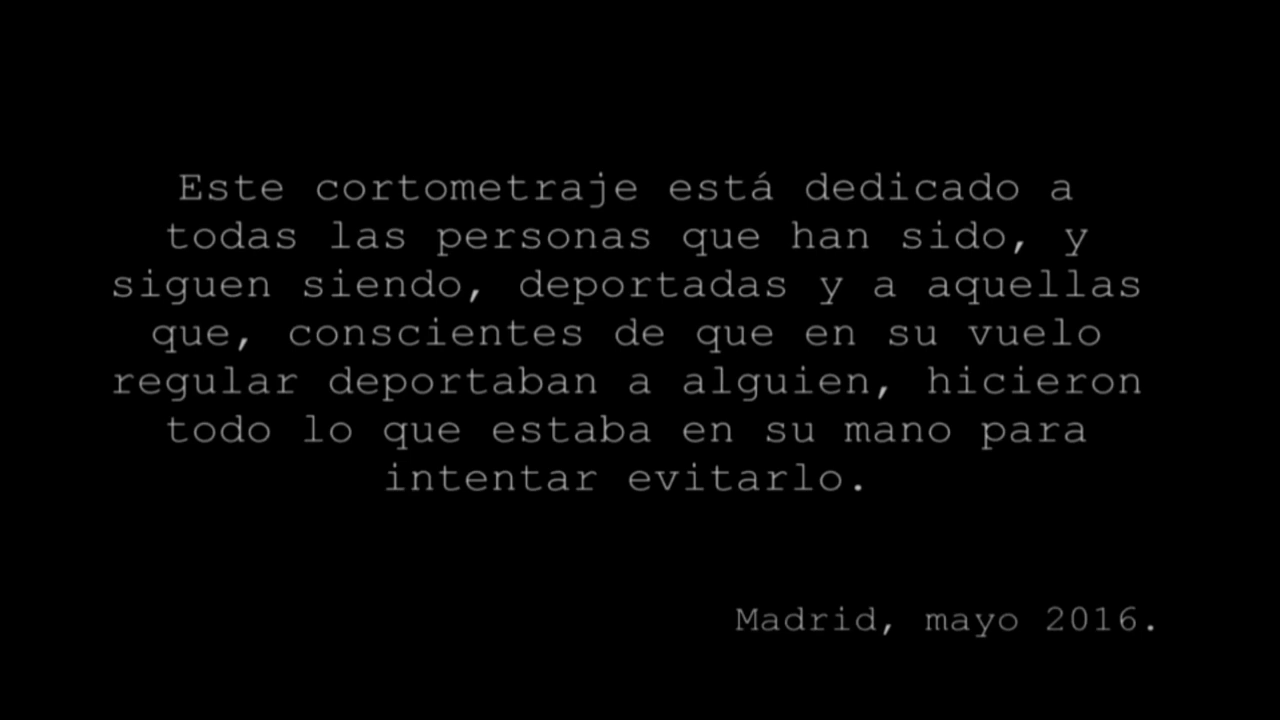 Este cortometraje está dedicado a
todas las personas que han sido, y
siguen siendo, deportadas y a aquellas
que, conscientes de que en su vuelo
regular deportaban a alguien, hicieron
todo lo que estaba en su mano para
intentar evitarlo.
Madrid, mayo 2016.